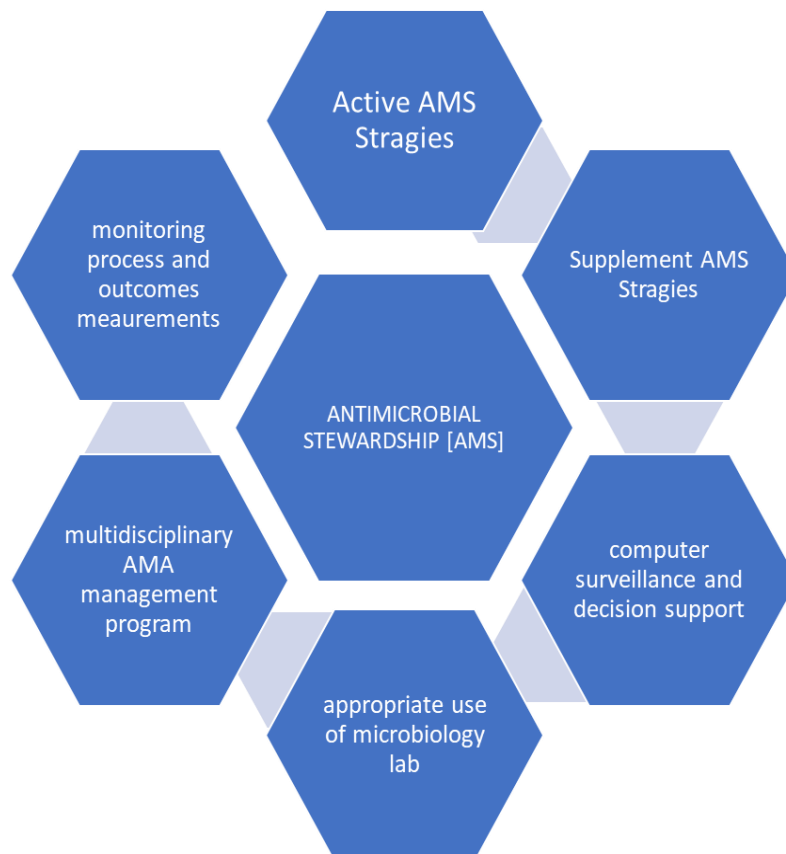 Active AMS
Stragies
Supplement AMS
Stragies
computer
surveillance and
decision support
appropriate use
of microbiology
lab
multidisciplinary
AMA
management
program
monitoring
process and
outcomes
meaurements
ANTIMICROBIAL
STEWARDSHIP [AMS]